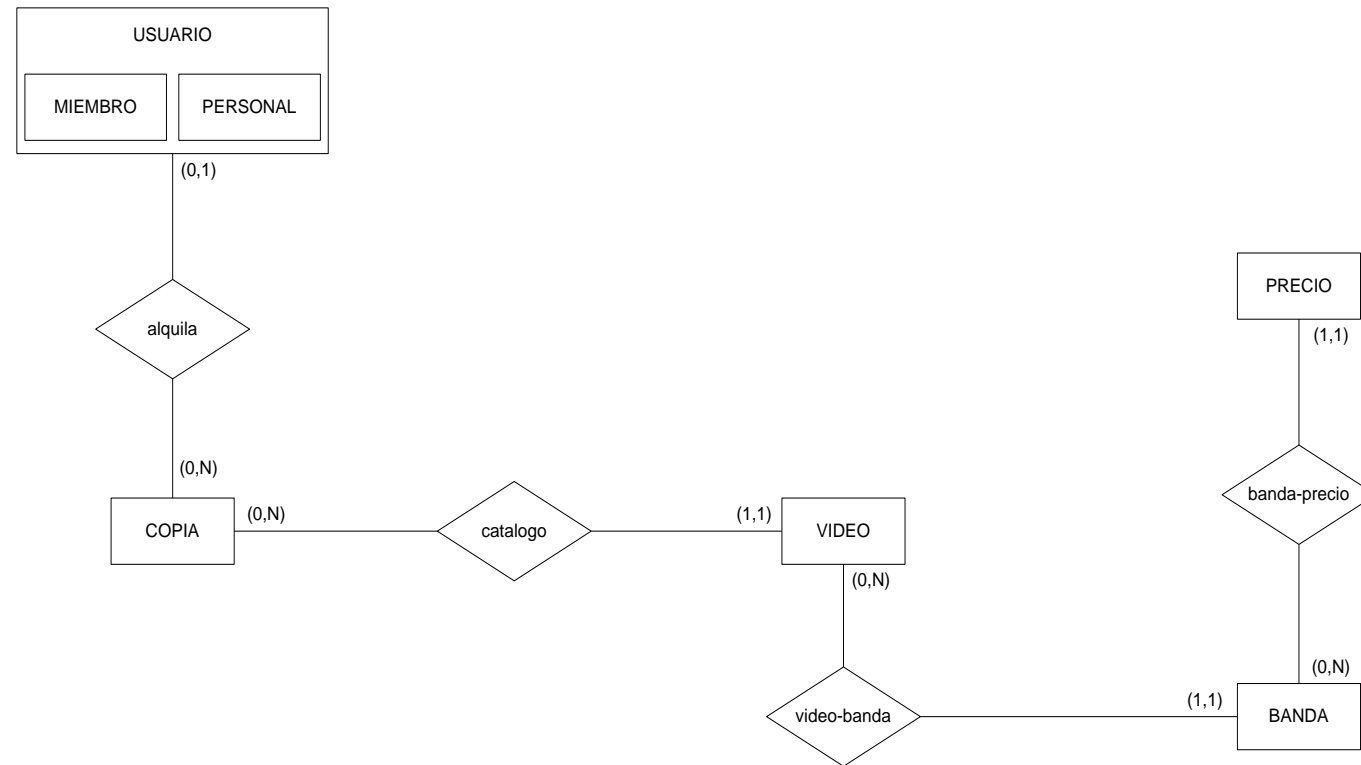 USUARIO
MIEMBRO
PERSONAL
(0,1)
alquila
(0,N)
COPIA
(0,N)
catalogo
(1,1)
VIDEO
(0,N)
video-banda
(1,1)
BANDA
(0,N)
banda-precio
(1,1)
PRECIO